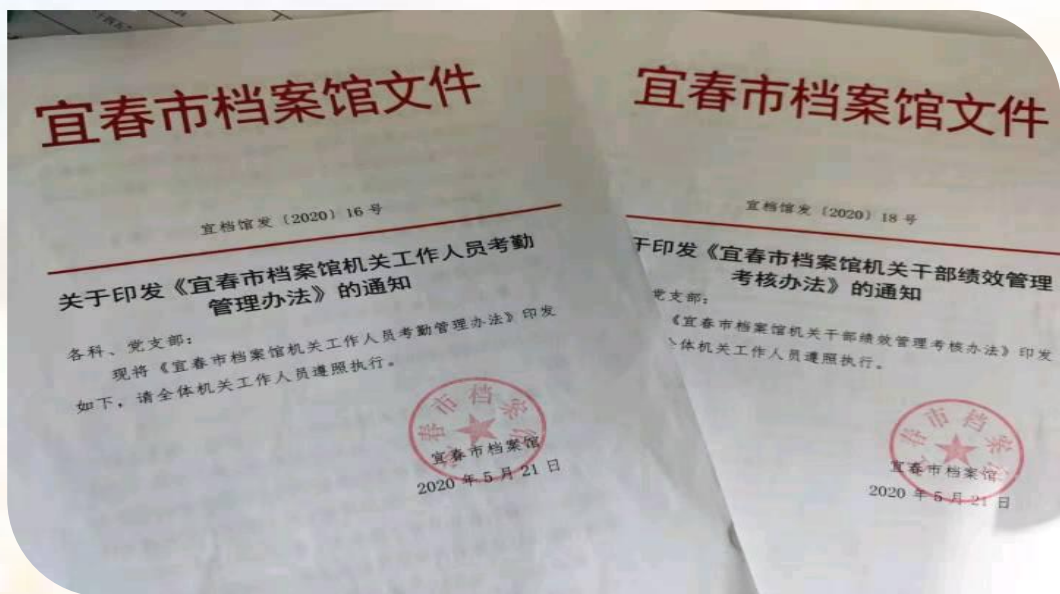 宜春市档案馆文件
宜档馆发〔2020〕16号
关于印发《宜春市档案馆机关工作人员考勤
管理办法》的通知
各科、党支部:
现将《宜春市档案馆机关工作人员考勤管理办法》印发
如下,请全体机关工作人员遵照执行。
宜春市档案馆
2020年5月21日
宜春市档案馆文件
宜档馆发〔2020〕18号
于印发《宜春市档案馆机关干部绩效管理
考核办法》的通知
党支部:
《宜春市档案馆机关干部绩效管理考核办法》印发
体机关工作人员遵照执行。
宜春市档案馆
2020年5月21日